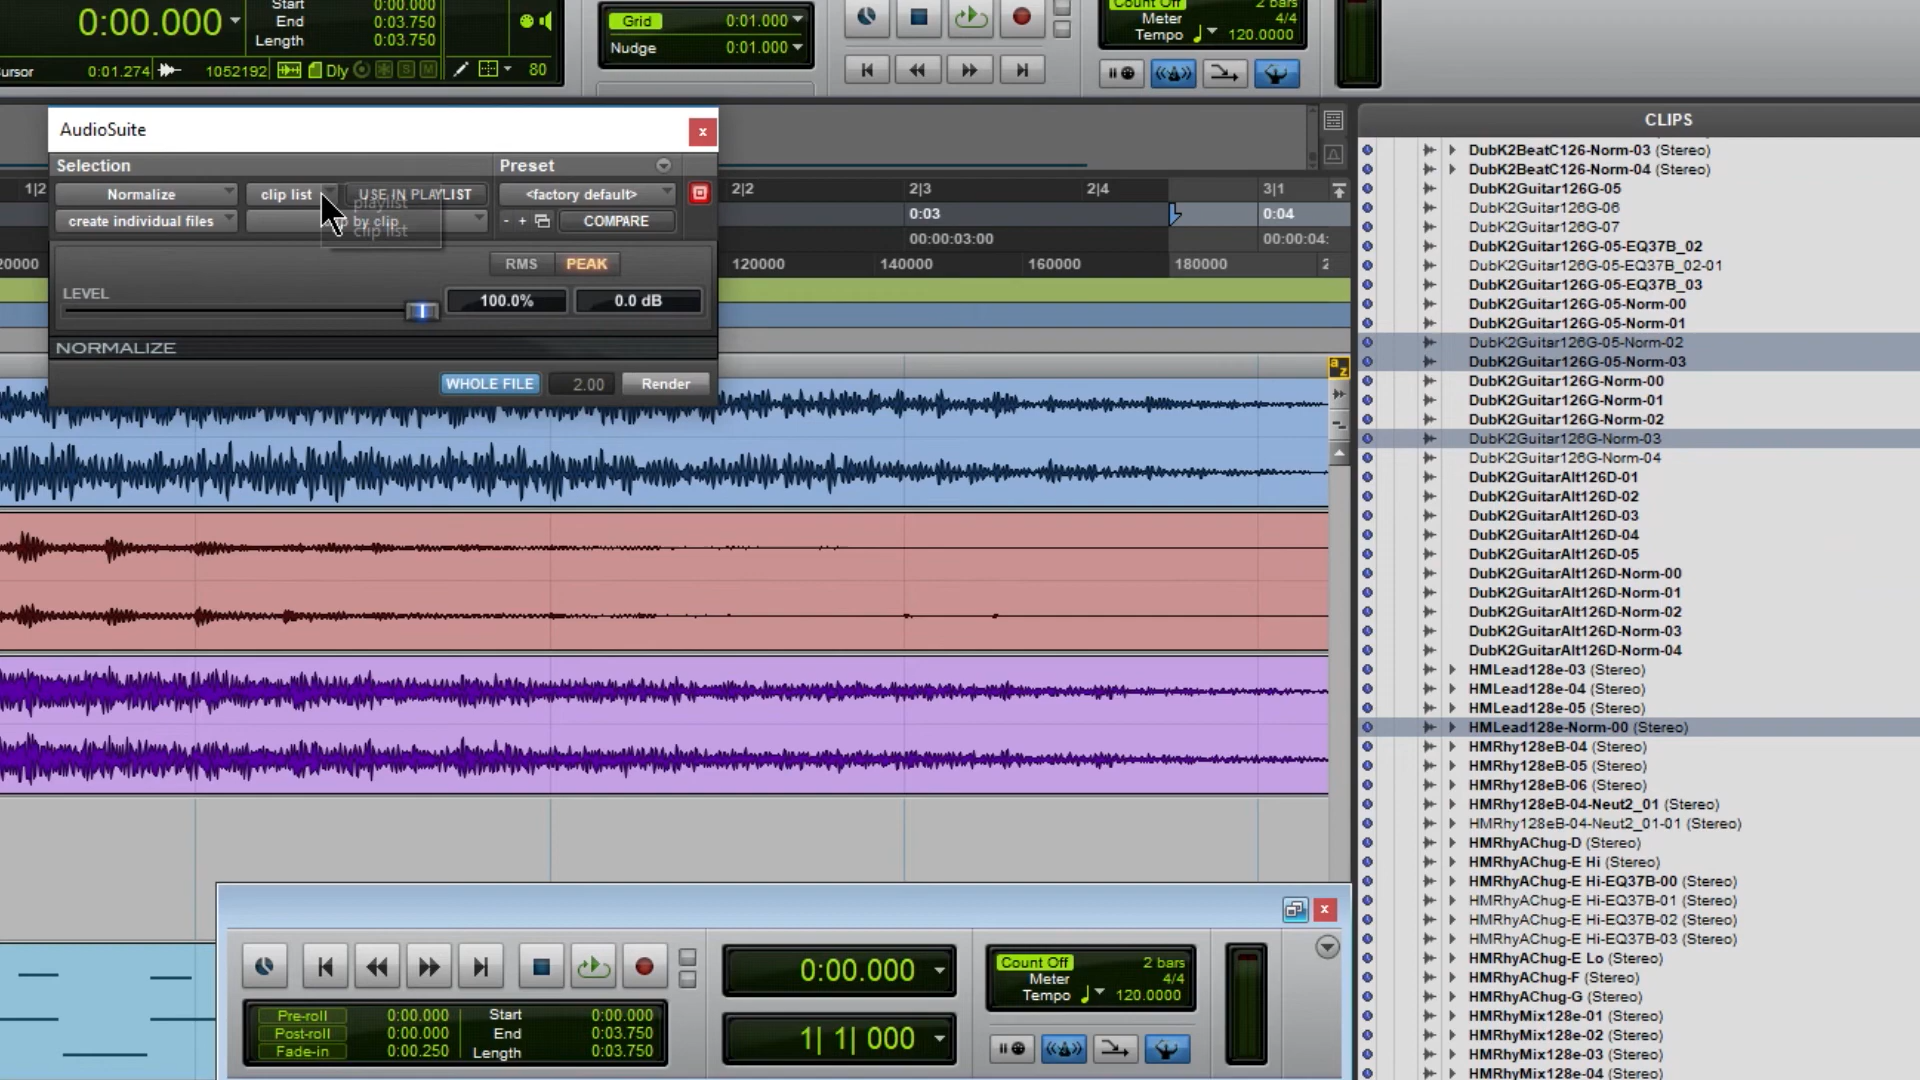 Start 0:00.000
0:00.000 End 0:03.750
Length 0:03.750
ursor 0:01.274 1052192 Dly S M 80
Grid 0:01.000
Nudge 0:01.000
Count Off 2 bars
Meter 4/4
Tempo 120.0000
AudioSuite x
Selection Preset
Normalize clip list USE IN PLAYLIST <factory default>
playlist
create individual files by clip - + COMPARE
clip list
RMS PEAK
LEVEL 100.0% 0.0 dB
NORMALIZE
WHOLE FILE 2.00 Render
1|2 2|2 2|3 2|4 3|1
0:03 0:04
00:00:03:00 00:00:04:
20000 120000 140000 160000 180000 2
a z
CLIPS
DubK2BeatC126-Norm-03 (Stereo)
DubK2BeatC126-Norm-04 (Stereo)
DubK2Guitar126G-05
DubK2Guitar126G-06
DubK2Guitar126G-07
DubK2Guitar126G-05-EQ37B_02
DubK2Guitar126G-05-EQ37B_02-01
DubK2Guitar126G-05-EQ37B_03
DubK2Guitar126G-05-Norm-00
DubK2Guitar126G-05-Norm-01
DubK2Guitar126G-05-Norm-02
DubK2Guitar126G-05-Norm-03
DubK2Guitar126G-Norm-00
DubK2Guitar126G-Norm-01
DubK2Guitar126G-Norm-02
DubK2Guitar126G-Norm-03
DubK2Guitar126G-Norm-04
DubK2GuitarAlt126D-01
DubK2GuitarAlt126D-02
DubK2GuitarAlt126D-03
DubK2GuitarAlt126D-04
DubK2GuitarAlt126D-05
DubK2GuitarAlt126D-Norm-00
DubK2GuitarAlt126D-Norm-01
DubK2GuitarAlt126D-Norm-02
DubK2GuitarAlt126D-Norm-03
DubK2GuitarAlt126D-Norm-04
HMLead128e-03 (Stereo)
HMLead128e-04 (Stereo)
HMLead128e-05 (Stereo)
HMLead128e-Norm-00 (Stereo)
HMRhy128eB-04 (Stereo)
HMRhy128eB-05 (Stereo)
HMRhy128eB-06 (Stereo)
HMRhy128eB-04-Neut2_01 (Stereo)
HMRhy128eB-04-Neut2_01-01 (Stereo)
HMRhyAChug-D (Stereo)
HMRhyAChug-E Hi (Stereo)
HMRhyAChug-E Hi-EQ37B-00 (Stereo)
HMRhyAChug-E Hi-EQ37B-01 (Stereo)
HMRhyAChug-E Hi-EQ37B-02 (Stereo)
HMRhyAChug-E Hi-EQ37B-03 (Stereo)
HMRhyAChug-E Lo (Stereo)
HMRhyAChug-F (Stereo)
HMRhyAChug-G (Stereo)
HMRhyMix128e-01 (Stereo)
HMRhyMix128e-02 (Stereo)
HMRhyMix128e-03 (Stereo)
HMRhyMix128e-04 (Stereo)
x
0:00.000
1| 1| 000
Pre-roll 0:00.000 Start 0:00.000
Post-roll 0:00.000 End 0:03.750
Fade-in 0:00.250 Length 0:03.750
Count Off 2 bars
Meter 4/4
Tempo 120.0000